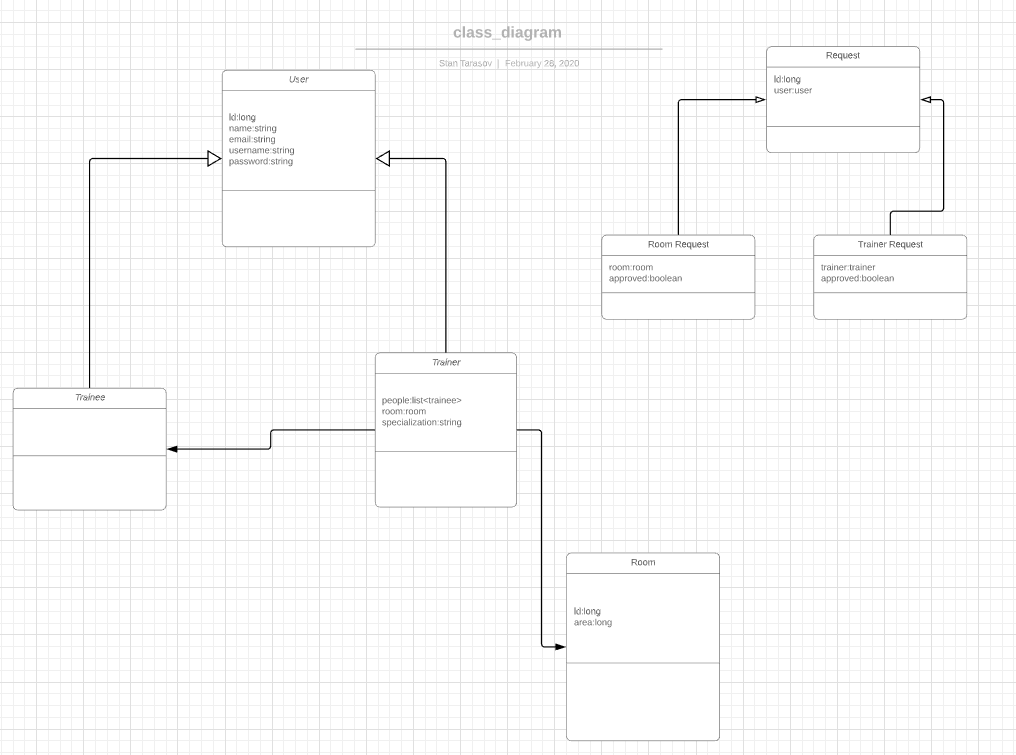 class_diagram
Stan Tarasov | February 28, 2020
User
Id:long
name:string
email:string
username:string
password:string
Request
Id:long
user:user
Room Request
room:room
approved:boolean
Trainer Request
trainer:trainer
approved:boolean
Trainee
Trainer
people:list<trainee>
room:room
specialization:string
Room
Id:long
area:long